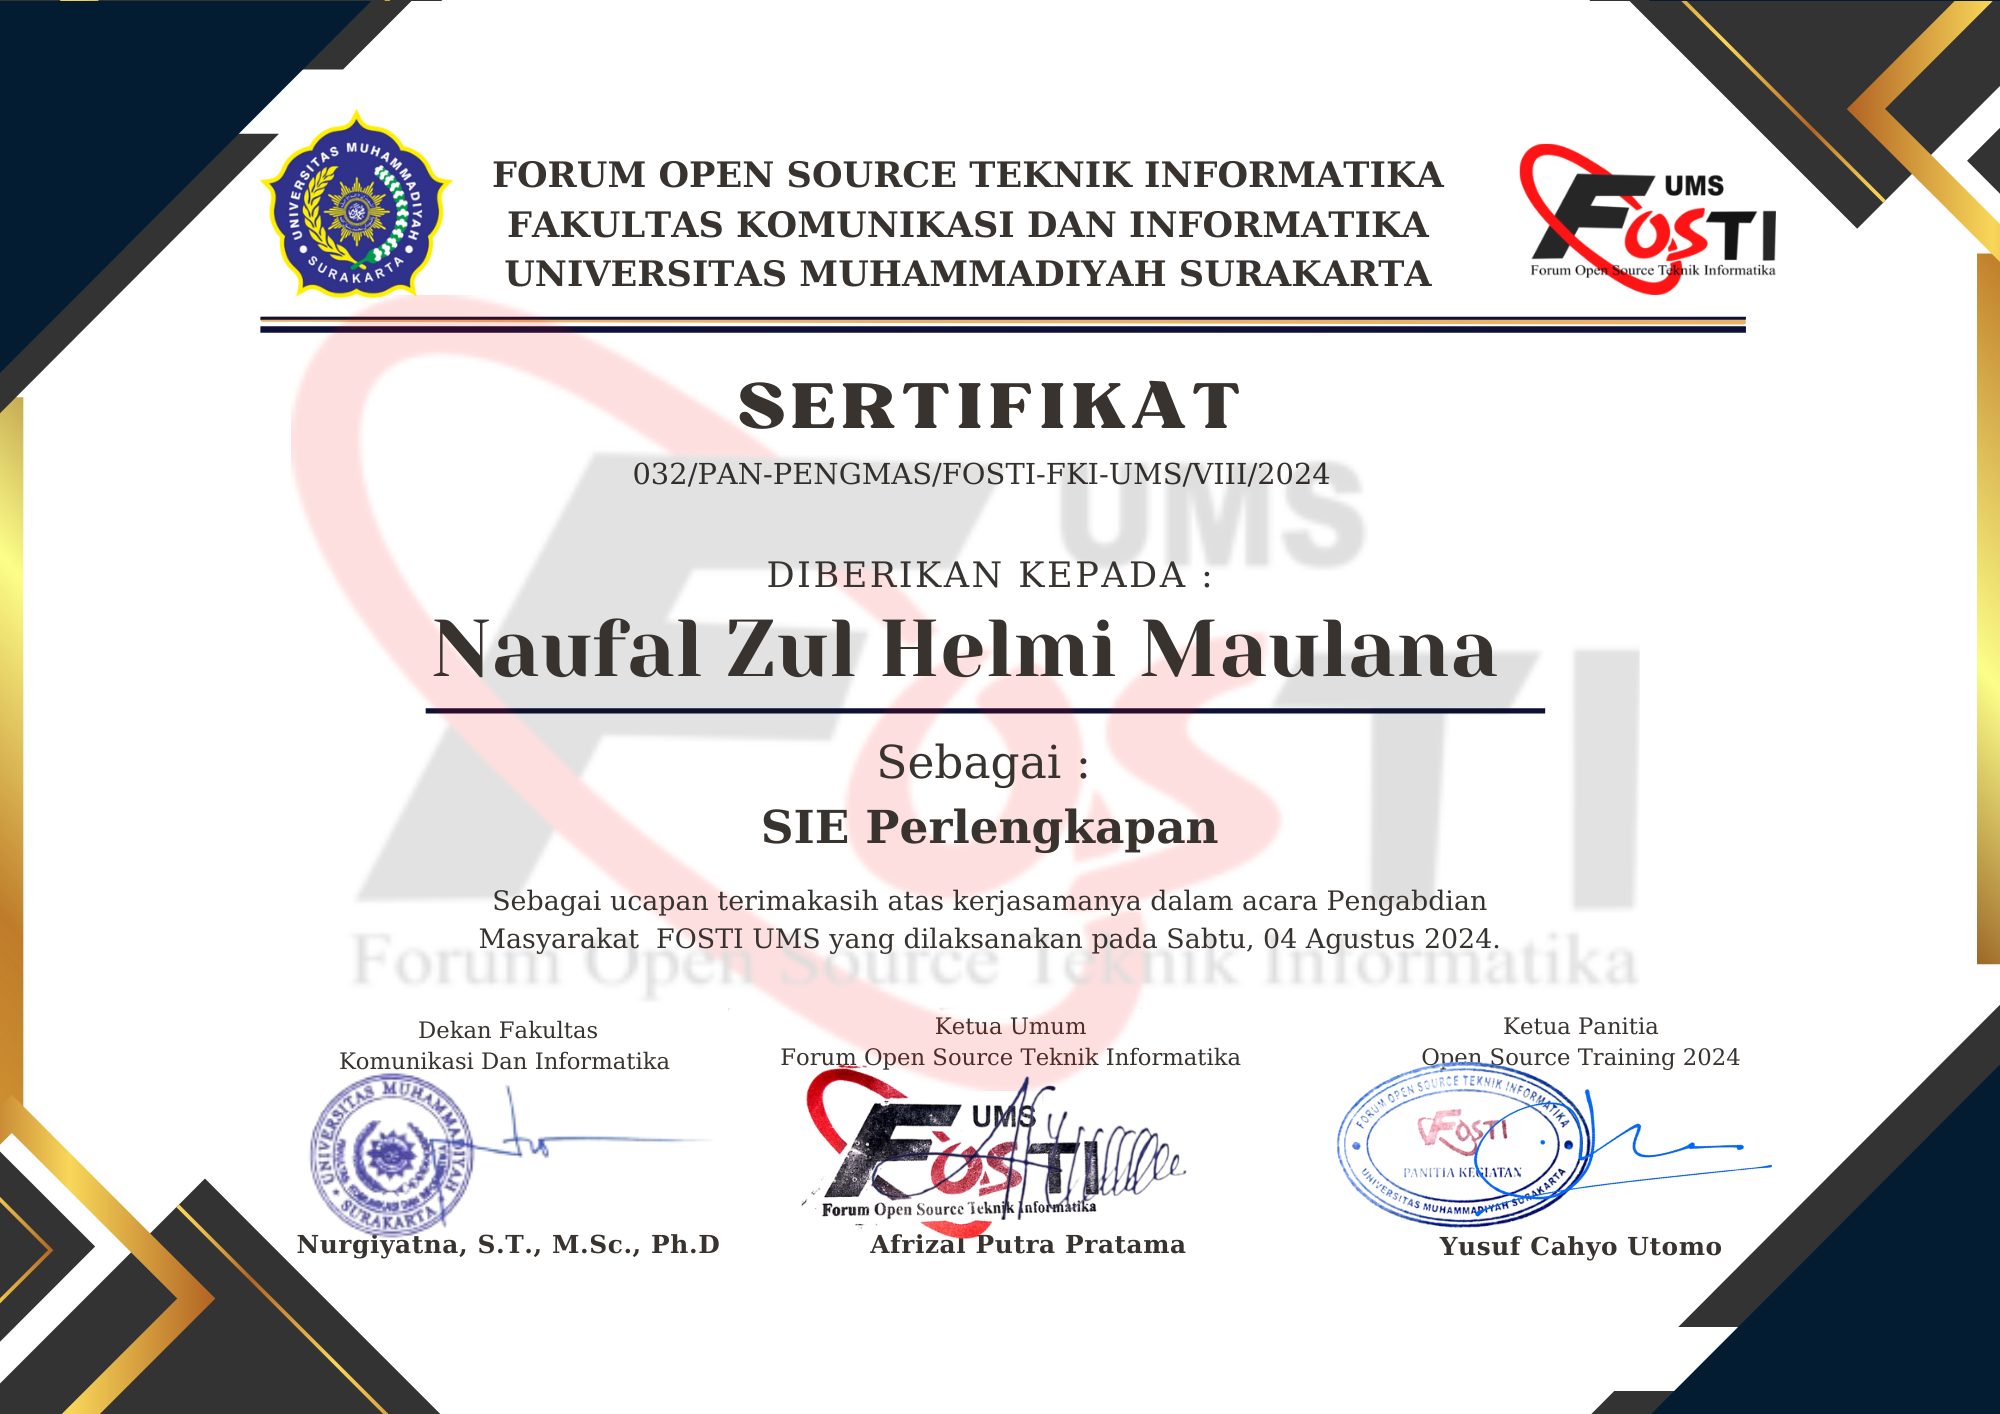 UNIVERSITAS MUHAMMADIYAH
SURAKARTA
FORUM OPEN SOURCE TEKNIK INFORMATIKA
FAKULTAS KOMUNIKASI DAN INFORMATIKA
UNIVERSITAS MUHAMMADIYAH SURAKARTA
UMS
FOSTI
Forum Open Source Teknik Informatika
SERTIFIKAT
032/PAN-PENGMAS/FOSTI-FKI-UMS/VIII/2024
UMS
DIBERIKAN KEPADA :
Naufal Zul Helmi Maulana
FOSTI
Sebagai :
SIE Perlengkapan
Sebagai ucapan terimakasih atas kerjasamanya dalam acara Pengabdian
Masyarakat  FOSTI UMS yang dilaksanakan pada Sabtu, 04 Agustus 2024.
Forum Open Source Teknik Informatika
Dekan Fakultas
Komunikasi Dan Informatika
UNIVERSITAS MUHAMMADIYAH
SURAKARTA
Nurgiyatna, S.T., M.Sc., Ph.D
Ketua Umum
Forum Open Source Teknik Informatika
UMS
FOSTI
Forum Open Source Teknik Informatika
Afrizal Putra Pratama
Ketua Panitia
Open Source Training 2024
FORUM OPEN SOURCE TEKNIK INFORMATIKA
FOSTI
PANITIA KEGIATAN
UNIVERSITAS MUHAMMADIYAH SURAKARTA
Yusuf Cahyo Utomo